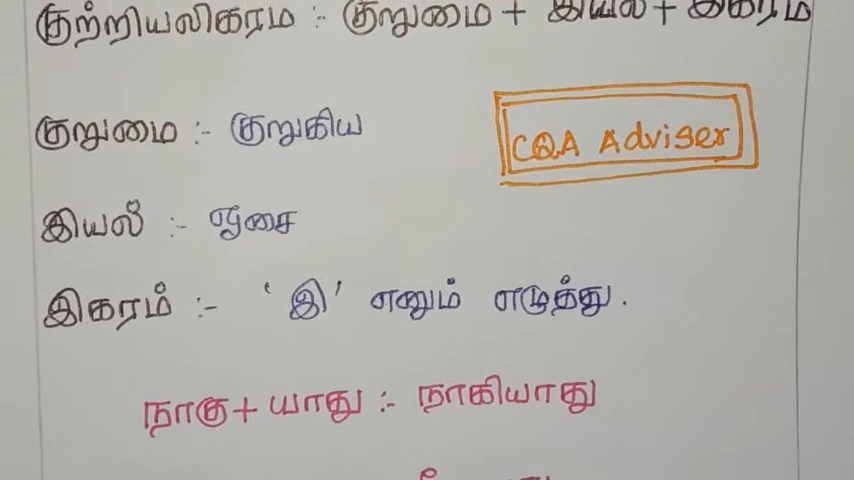 குற்றியலிகரம் :- குறுமை + இயல் + இகரம்
குறுமை :- குறுகிய
CQA Adviser
இயல் :- ஓசை
இகரம் :- 'இ' எனும் எழுத்து.
நாகு + யாது :- நாகியாது